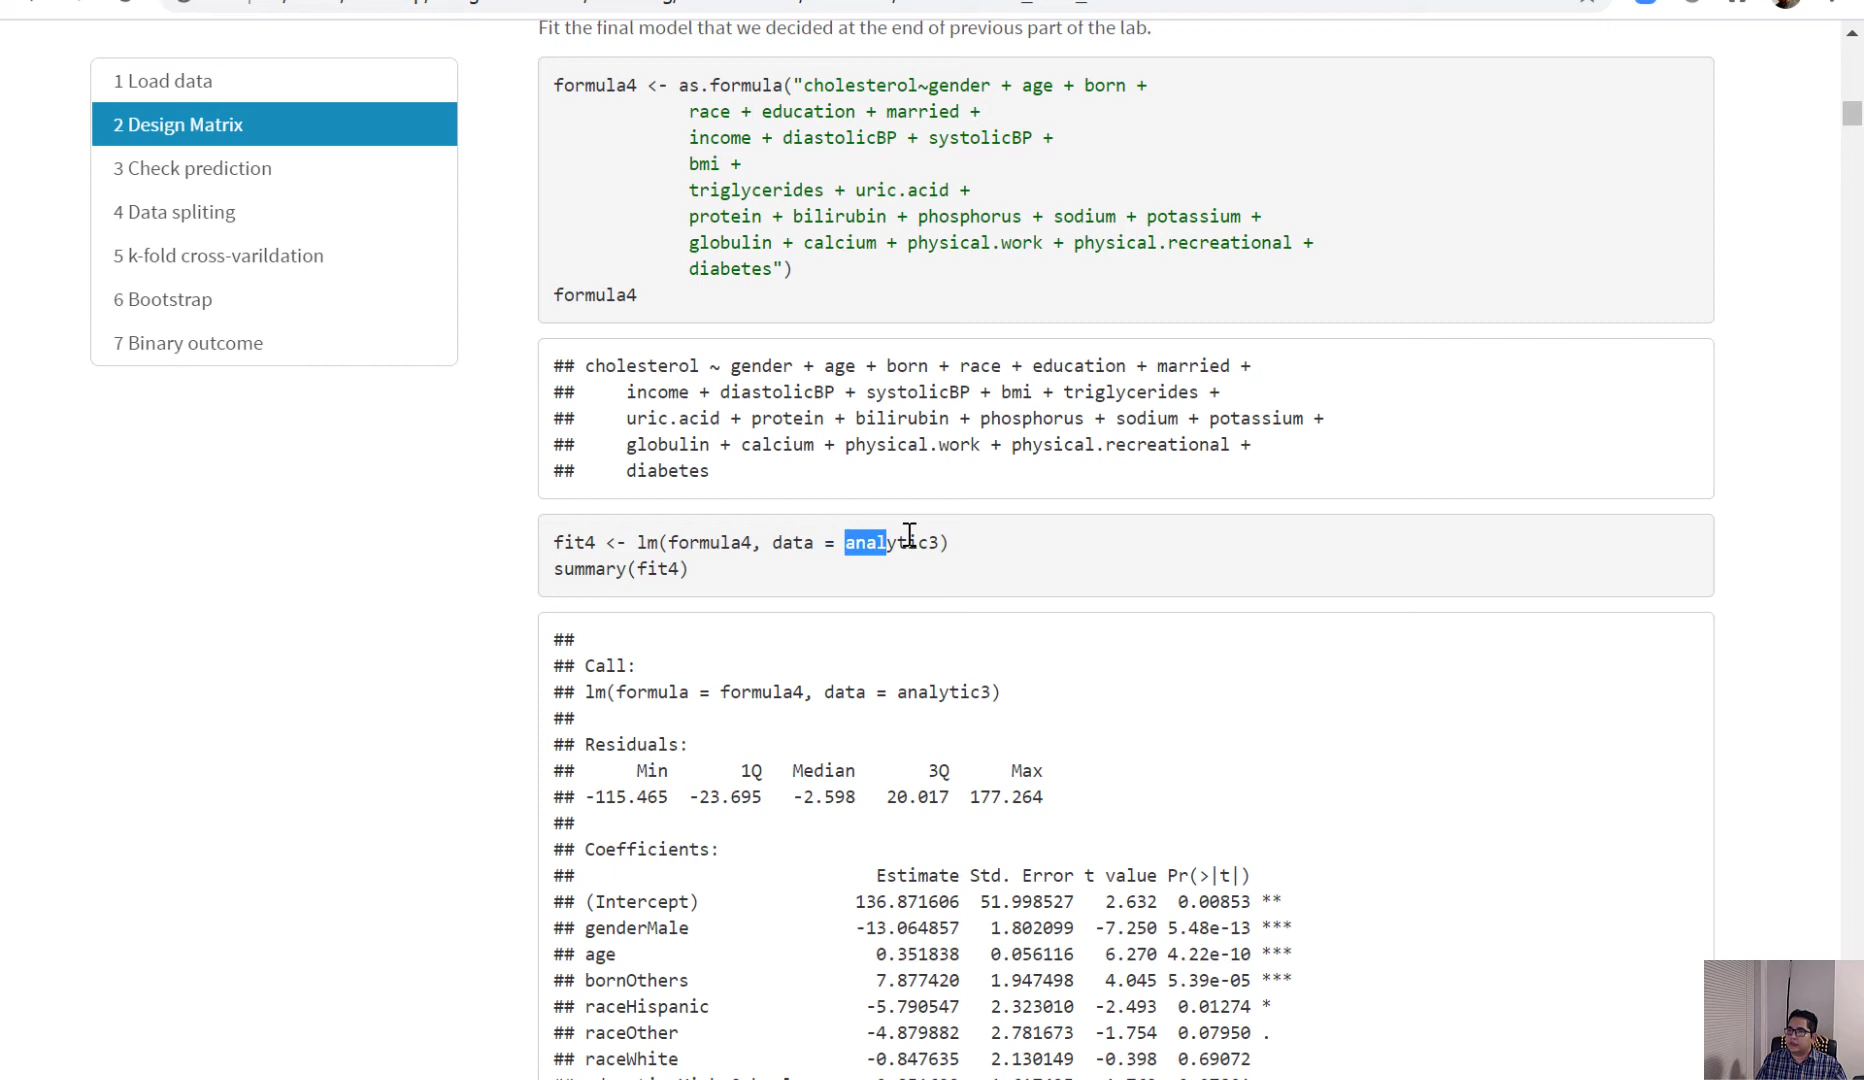 Fit the final model that we decided at the end of previous part of the lab.
1 Load data
2 Design Matrix
3 Check prediction
4 Data spliting
5 k-fold cross-varildation
6 Bootstrap
7 Binary outcome
formula4 <- as.formula("cholesterol~gender + age + born +
race + education + married +
income + diastolicBP + systolicBP +
bmi +
triglycerides + uric.acid +
protein + bilirubin + phosphorus + sodium + potassium +
globulin + calcium + physical.work + physical.recreational +
diabetes")
formula4
## cholesterol ~ gender + age + born + race + education + married +
## income + diastolicBP + systolicBP + bmi + triglycerides +
## uric.acid + protein + bilirubin + phosphorus + sodium + potassium +
## globulin + calcium + physical.work + physical.recreational +
## diabetes
fit4 <- lm(formula4, data = analytic3)
summary(fit4)
##
## Call:
## lm(formula = formula4, data = analytic3)
##
## Residuals:
## Min 1Q Median 3Q Max
## -115.465 -23.695 -2.598 20.017 177.264
##
## Coefficients:
## Estimate Std. Error t value Pr(>|t|)
## (Intercept) 136.871606 51.998527 2.632 0.00853 **
## genderMale -13.064857 1.802099 -7.250 5.48e-13 ***
## age 0.351838 0.056116 6.270 4.22e-10 ***
## bornOthers 7.877420 1.947498 4.045 5.39e-05 ***
## raceHispanic -5.790547 2.323010 -2.493 0.01274 *
## raceOther -4.879882 2.781673 -1.754 0.07950 .
## raceWhite -0.847635 2.130149 -0.398 0.69072